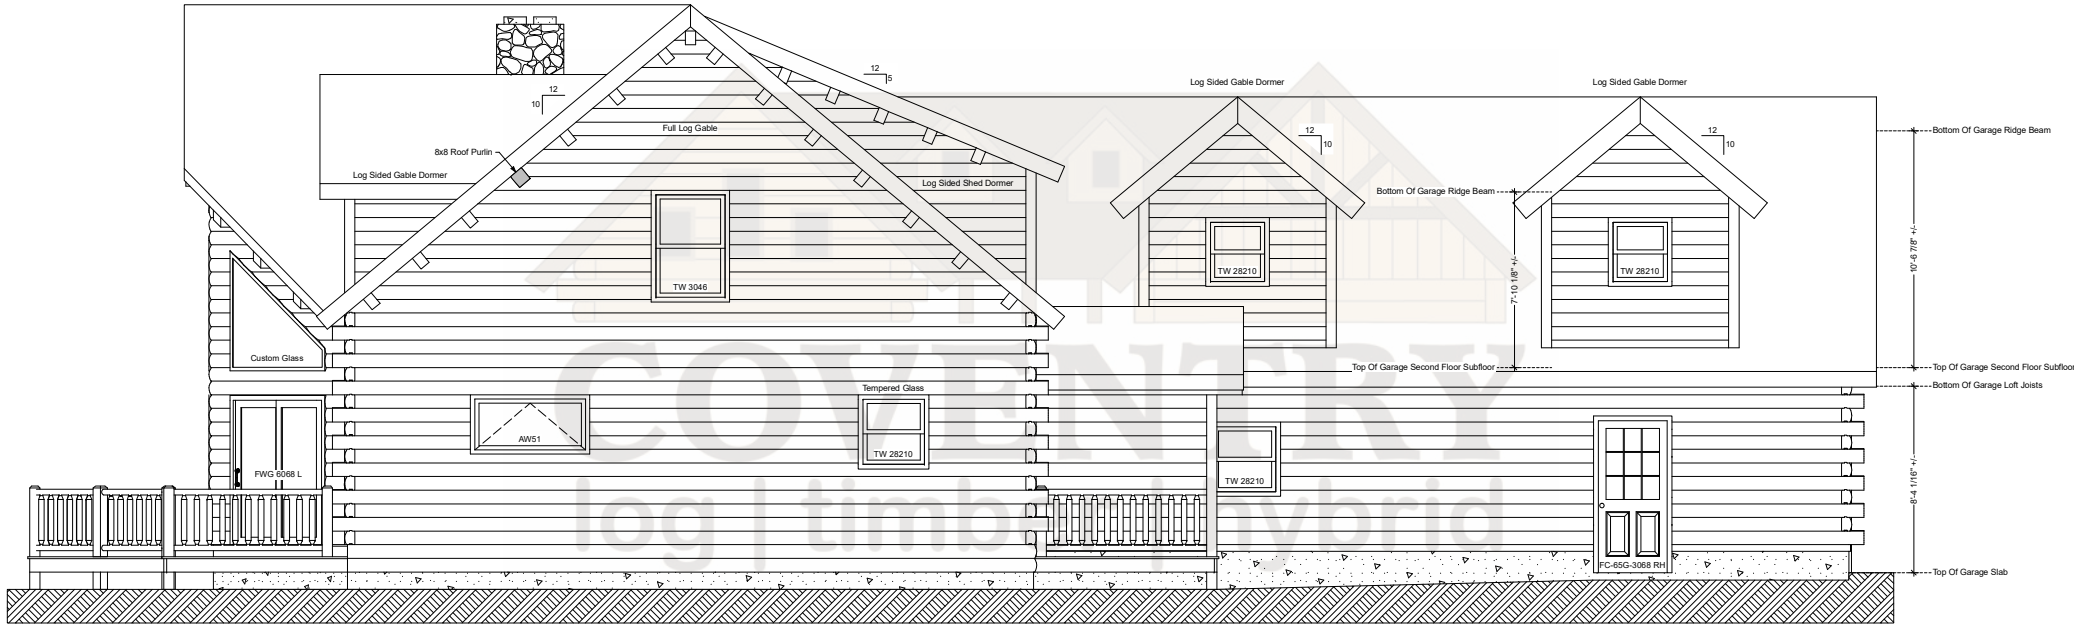 12
5
12
10
Full Log Gable
8x8 Roof Purlin
Log Sided Gable Dormer
Log Sided Shed Dormer
Log Sided Gable Dormer
Log Sided Gable Dormer
12
10
12
10
Bottom Of Garage Ridge Beam
Bottom Of Garage Ridge Beam
TW 3046
TW 28210
TW 28210
7'-10 1/8" +/-
10'-6 7/8" +/-
Custom Glass
Top Of Garage Second Floor Subfloor
Top Of Garage Second Floor Subfloor
Bottom Of Garage Loft Joists
Tempered Glass
COVENTRY
AW51
TW 28210
FWG 6068 L
TW 28210
8'-4 1/16" +/-
log | timber | hybrid
FC-65G-3068 RH
Top Of Garage Slab